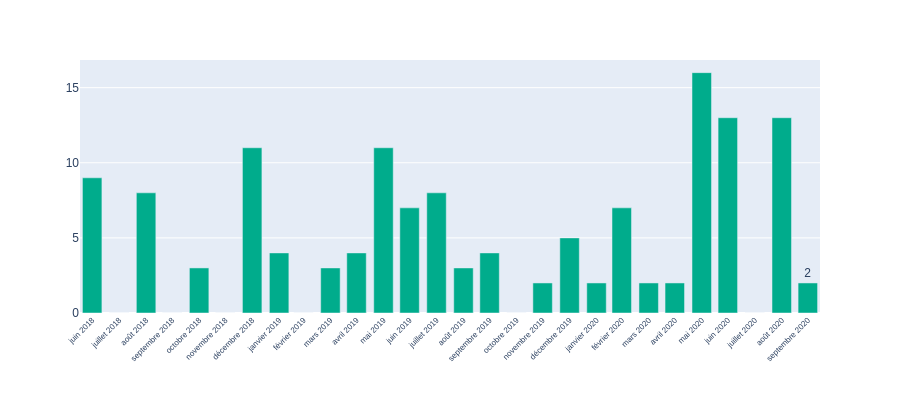 15
10
5
0
2
juin 2018
juillet 2018
août 2018
septembre 2018
octobre 2018
novembre 2018
décembre 2018
janvier 2019
février 2019
mars 2019
avril 2019
mai 2019
juin 2019
juillet 2019
août 2019
septembre 2019
octobre 2019
novembre 2019
décembre 2019
janvier 2020
février 2020
mars 2020
avril 2020
mai 2020
juin 2020
juillet 2020
août 2020
septembre 2020